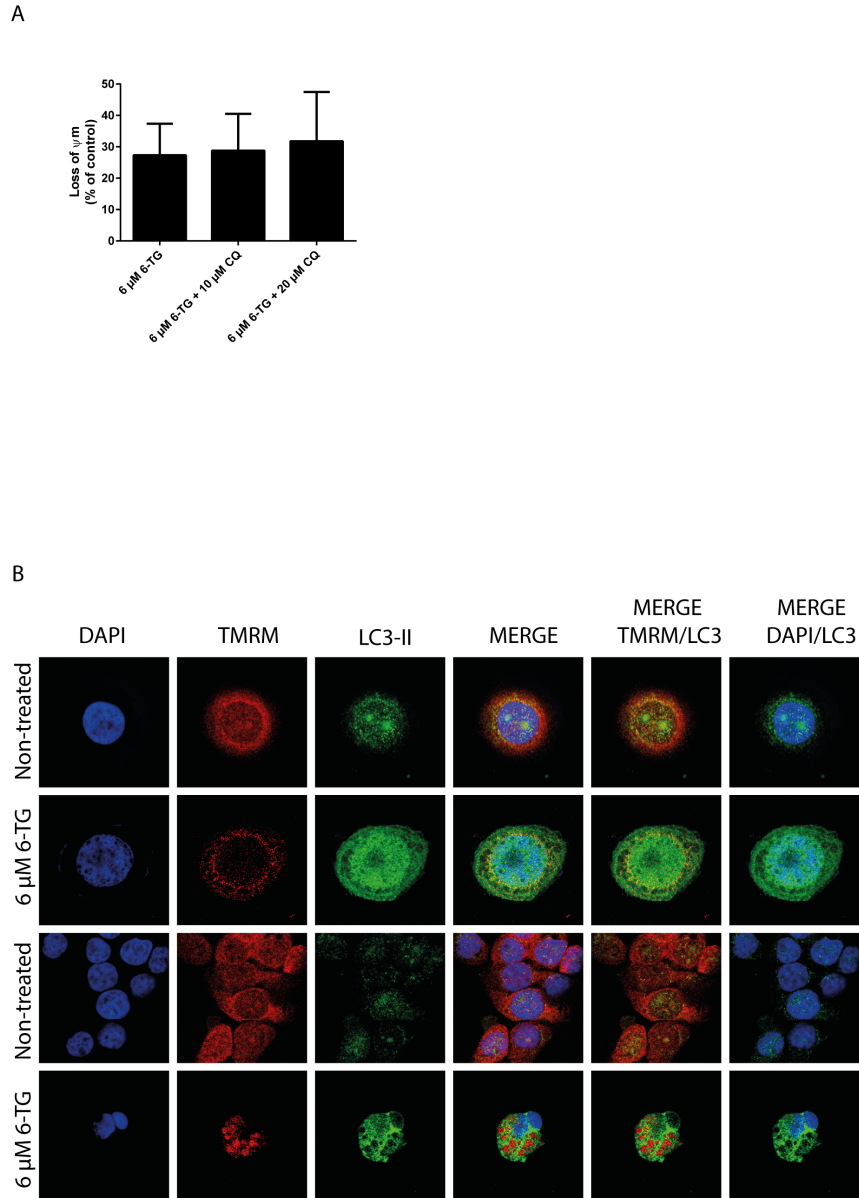 A
50
40
30
20
10
0
Loss of ψm
(% of control)
6 µM 6-TG
6 µM 6-TG + 10 µM CQ
6 µM 6-TG + 20 µM CQ
B
DAPI
TMRM
LC3-II
MERGE
MERGE
TMRM/LC3
MERGE
DAPI/LC3
Non-treated
6 µM 6-TG
Non-treated
6 µM 6-TG